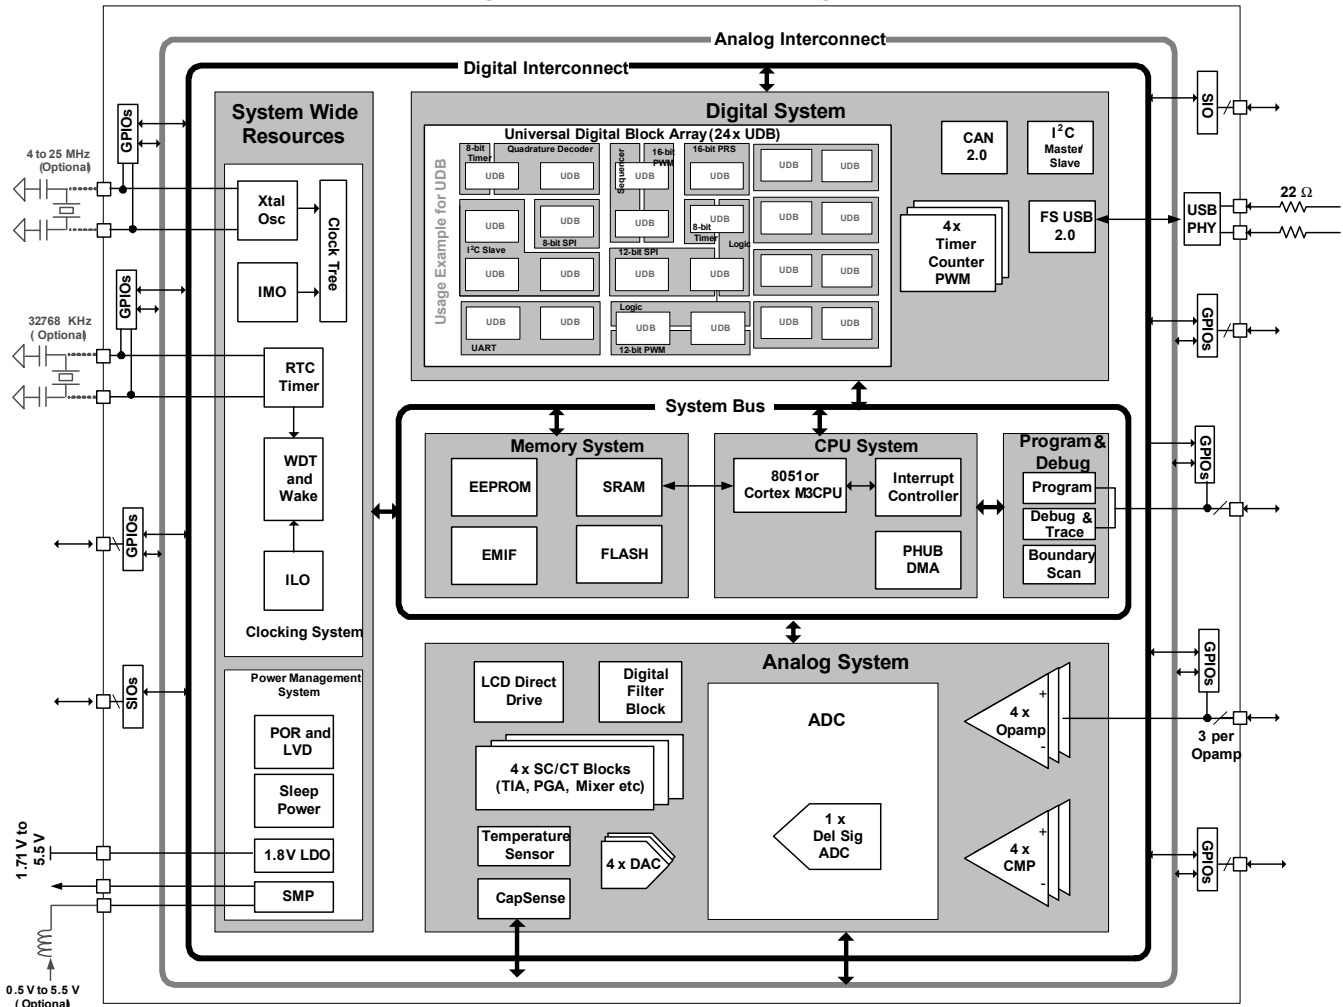 Analog Interconnect
Digital Interconnect
System Wide
Resources
Digital System
Universal Digital Block Array (24 x UDB)
Usage Example for UDB
8-bit
Timer
Quadrature Decoder
Sequencer
16-bit
PWM
16-bit PRS
UDB
UDB
UDB
UDB
UDB
UDB
UDB
UDB
UDB
UDB
UDB
UDB
I²C Slave
8-bit SPI
8-bit
Timer
Logic
12-bit SPI
UDB
UDB
UDB
UDB
UDB
UDB
Logic
UDB
UDB
UDB
UDB
UDB
UDB
UART
12-bit PWM
CAN
2.0
I²C
Master/
Slave
4 x
Timer
Counter
PWM
FS USB
2.0
USB
PHY
22 Ω
SIO
GPIOs
GPIOs
GPIOs
GPIOs
3 per
Opamp
GPIOs
4 to 25 MHz
(Optional)
GPIOs
Xtal
Osc
IMO
Clock Tree
32768 KHz
( Optional)
GPIOs
RTC
Timer
WDT
and
Wake
ILO
Clocking System
GPIOs
SIOs
Power Management
System
POR and
LVD
Sleep
Power
1.8V LDO
SMP
1.71 V to
5.5 V
0.5 V to 5.5 V
( Optional)
System Bus
Memory System
EEPROM
SRAM
EMIF
FLASH
CPU System
8051 or
Cortex M3CPU
Interrupt
Controller
PHUB
DMA
Program &
Debug
Program
Debug &
Trace
Boundary
Scan
Analog System
LCD Direct
Drive
Digital
Filter
Block
4 x SC/CT Blocks
(TIA, PGA, Mixer etc)
Temperature
Sensor
4 x DAC
CapSense
ADC
1 x
Del Sig
ADC
+
4 x
Opamp
-
+
4 x
CMP
-